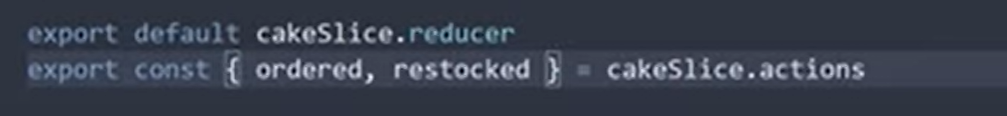 export default cakeSlice.reducer
export const { ordered, restocked } = cakeSlice.actions